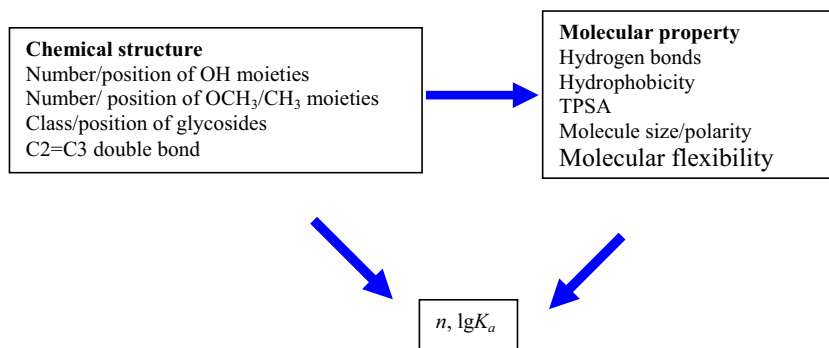 Chemical structure
Number/position of OH moieties
Number/ position of OCH₃/CH₃ moieties
Class/position of glycosides
C2=C3 double bond
Molecular property
Hydrogen bonds
Hydrophobicity
TPSA
Molecule size/polarity
Molecular flexibility
n, lgKₐ